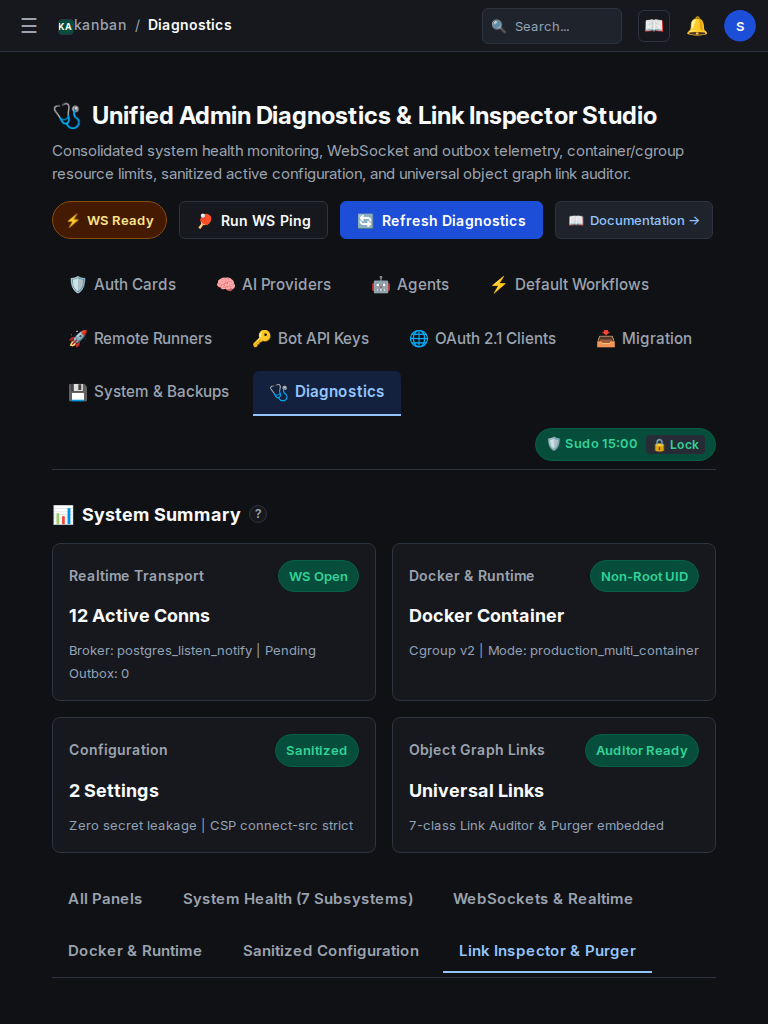 KA kanban / Diagnostics
Search...
S
Unified Admin Diagnostics & Link Inspector Studio
Consolidated system health monitoring, WebSocket and outbox telemetry, container/cgroup
resource limits, sanitized active configuration, and universal object graph link auditor.
WS Ready
Run WS Ping
Refresh Diagnostics
Documentation →
Auth Cards
AI Providers
Agents
Default Workflows
Remote Runners
Bot API Keys
OAuth 2.1 Clients
Migration
System & Backups
Diagnostics
Sudo 15:00
Lock
System Summary ?
Realtime Transport
WS Open
12 Active Conns
Broker: postgres_listen_notify | Pending
Outbox: 0
Docker & Runtime
Non-Root UID
Docker Container
Cgroup v2 | Mode: production_multi_container
Configuration
Sanitized
2 Settings
Zero secret leakage | CSP connect-src strict
Object Graph Links
Auditor Ready
Universal Links
7-class Link Auditor & Purger embedded
All Panels
System Health (7 Subsystems)
WebSockets & Realtime
Docker & Runtime
Sanitized Configuration
Link Inspector & Purger